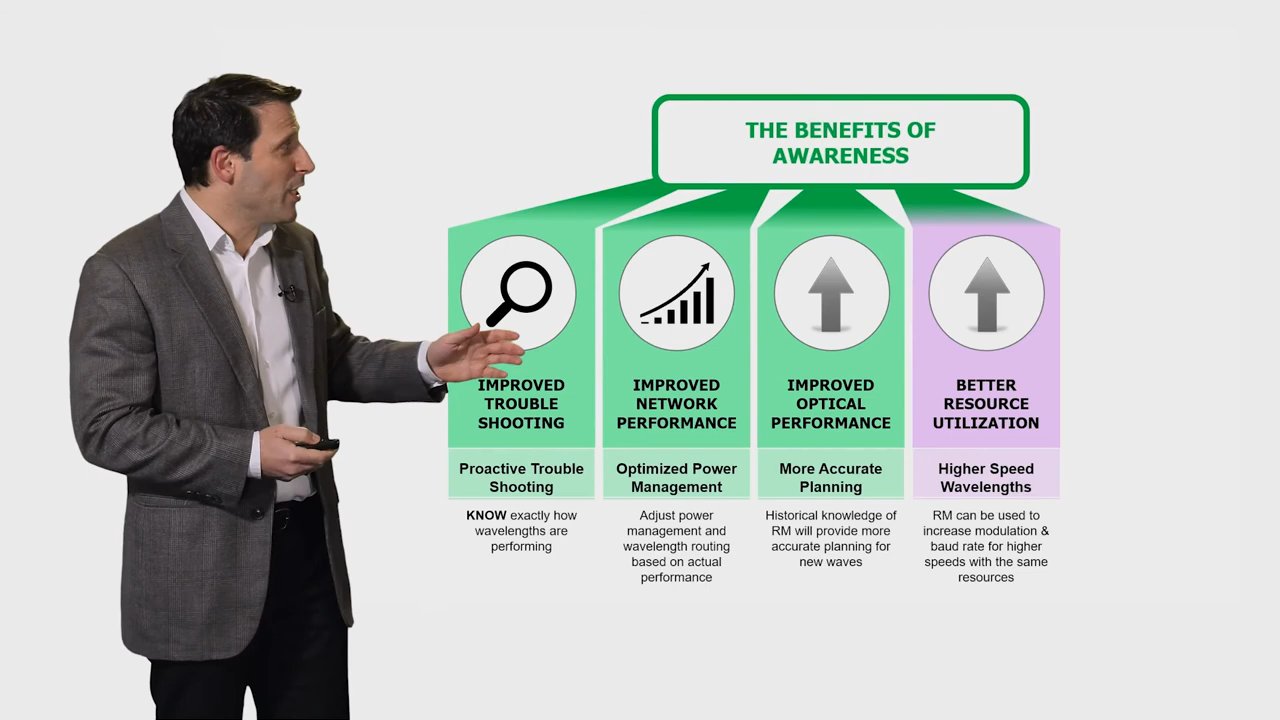 THE BENEFITS OF
AWARENESS
IMPROVED
TROUBLE
SHOOTING
Proactive Trouble
Shooting
KNOW exactly how
wavelengths are
performing
IMPROVED
NETWORK
PERFORMANCE
Optimized Power
Management
Adjust power
management and
wavelength routing
based on actual
performance
IMPROVED
OPTICAL
PERFORMANCE
More Accurate
Planning
Historical knowledge of
RM will provide more
accurate planning for
new waves
BETTER
RESOURCE
UTILIZATION
Higher Speed
Wavelengths
RM can be used to
increase modulation &
baud rate for higher
speeds with the same
resources